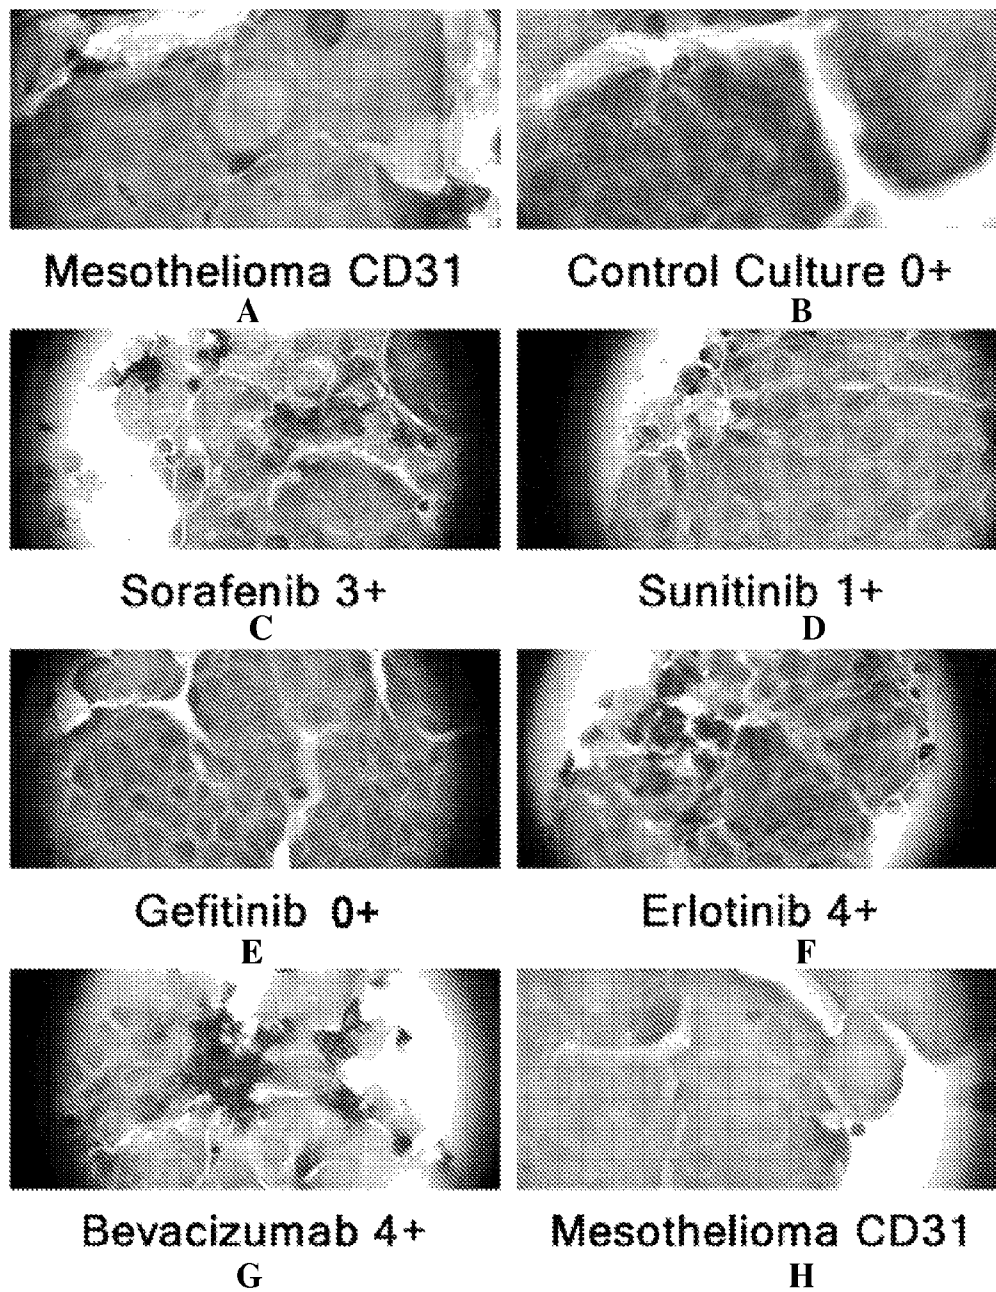 Mesothelioma CD31
Control Culture 0+
A
B
Sorafenib 3+
Sunitinib 1+
C
D
Gefitinib 0+
Erlotinib 4+
E
F
Bevacizumab 4+
Mesothelioma CD31
G
H